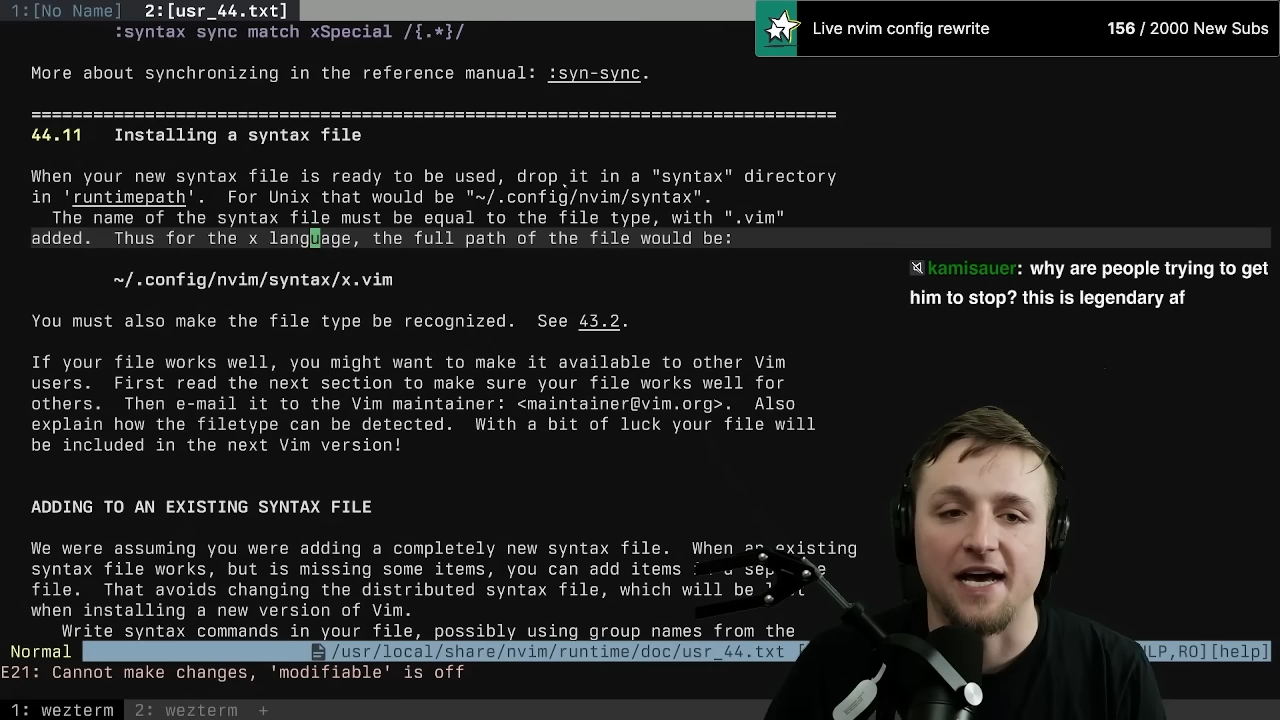 1:[No Name]  2:[usr_44.txt]
Live nvim config rewrite 156 / 2000 New Subs
:syntax sync match xSpecial /{.*}/
More about synchronizing in the reference manual: :syn-sync.
==============================================================================
44.11 Installing a syntax file
When your new syntax file is ready to be used, drop it in a "syntax" directory
in 'runtimepath'.  For Unix that would be "~/.config/nvim/syntax".
The name of the syntax file must be equal to the file type, with ".vim"
added.  Thus for the x language, the full path of the file would be:
~/.config/nvim/syntax/x.vim
kamisauer: why are people trying to get
him to stop? this is legendary af
You must also make the file type be recognized.  See 43.2.
If your file works well, you might want to make it available to other Vim
users.  First read the next section to make sure your file works well for
others.  Then e-mail it to the Vim maintainer: <maintainer@vim.org>.  Also
explain how the filetype can be detected.  With a bit of luck your file will
be included in the next Vim version!
ADDING TO AN EXISTING SYNTAX FILE
We were assuming you were adding a completely new syntax file.  When an existing
syntax file works, but is missing some items, you can add items
file.  That avoids changing the distributed syntax file, which will be
when installing a new version of Vim.
Write syntax commands in your file, possibly using group names from the
Normal /usr/local/share/nvim/runtime/doc/usr_44.txt [ LP,RO][help]
E21: Cannot make changes, 'modifiable' is off
1: wezterm 2: wezterm +